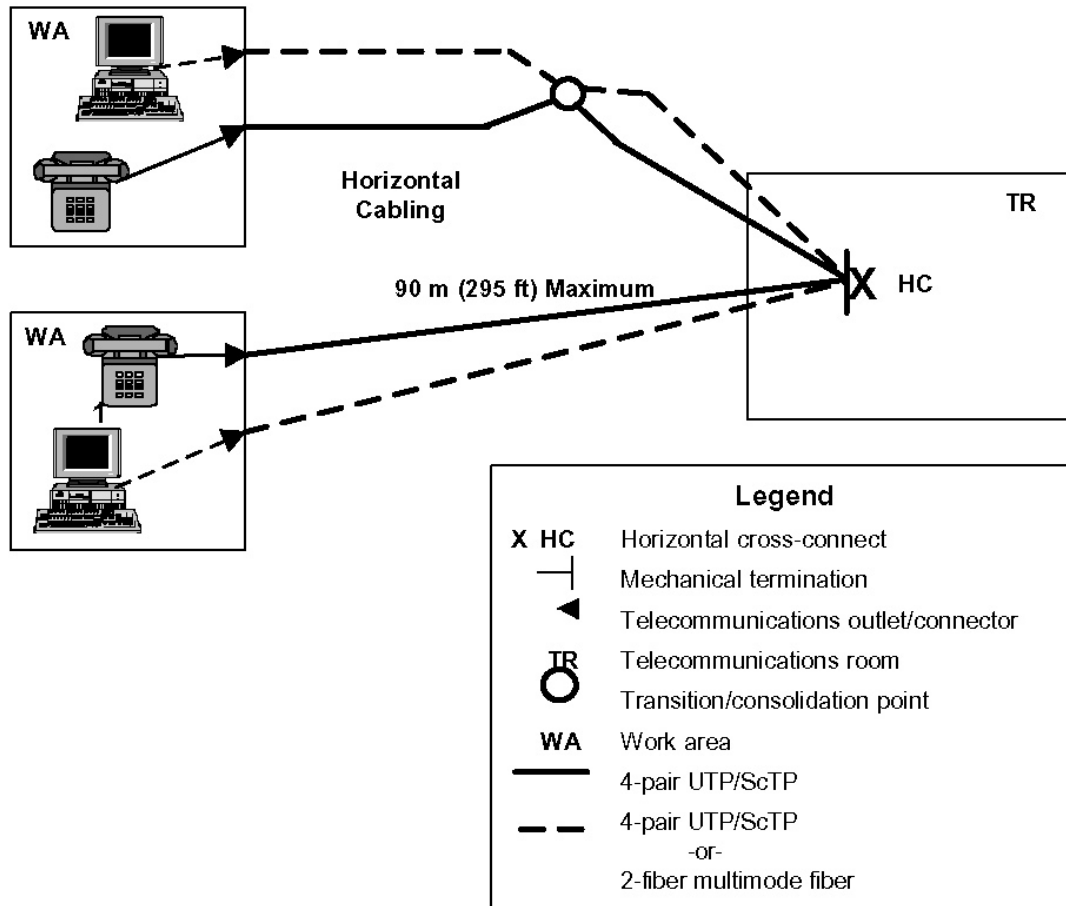 WA
Horizontal
Cabling
TR
HC
X
90 m (295 ft) Maximum
WA
Legend
X HC Horizontal cross-connect
Mechanical termination
Telecommunications outlet/connector
TR Telecommunications room
Transition/consolidation point
WA Work area
4-pair UTP/ScTP
4-pair UTP/ScTP
-or-
2-fiber multimode fiber